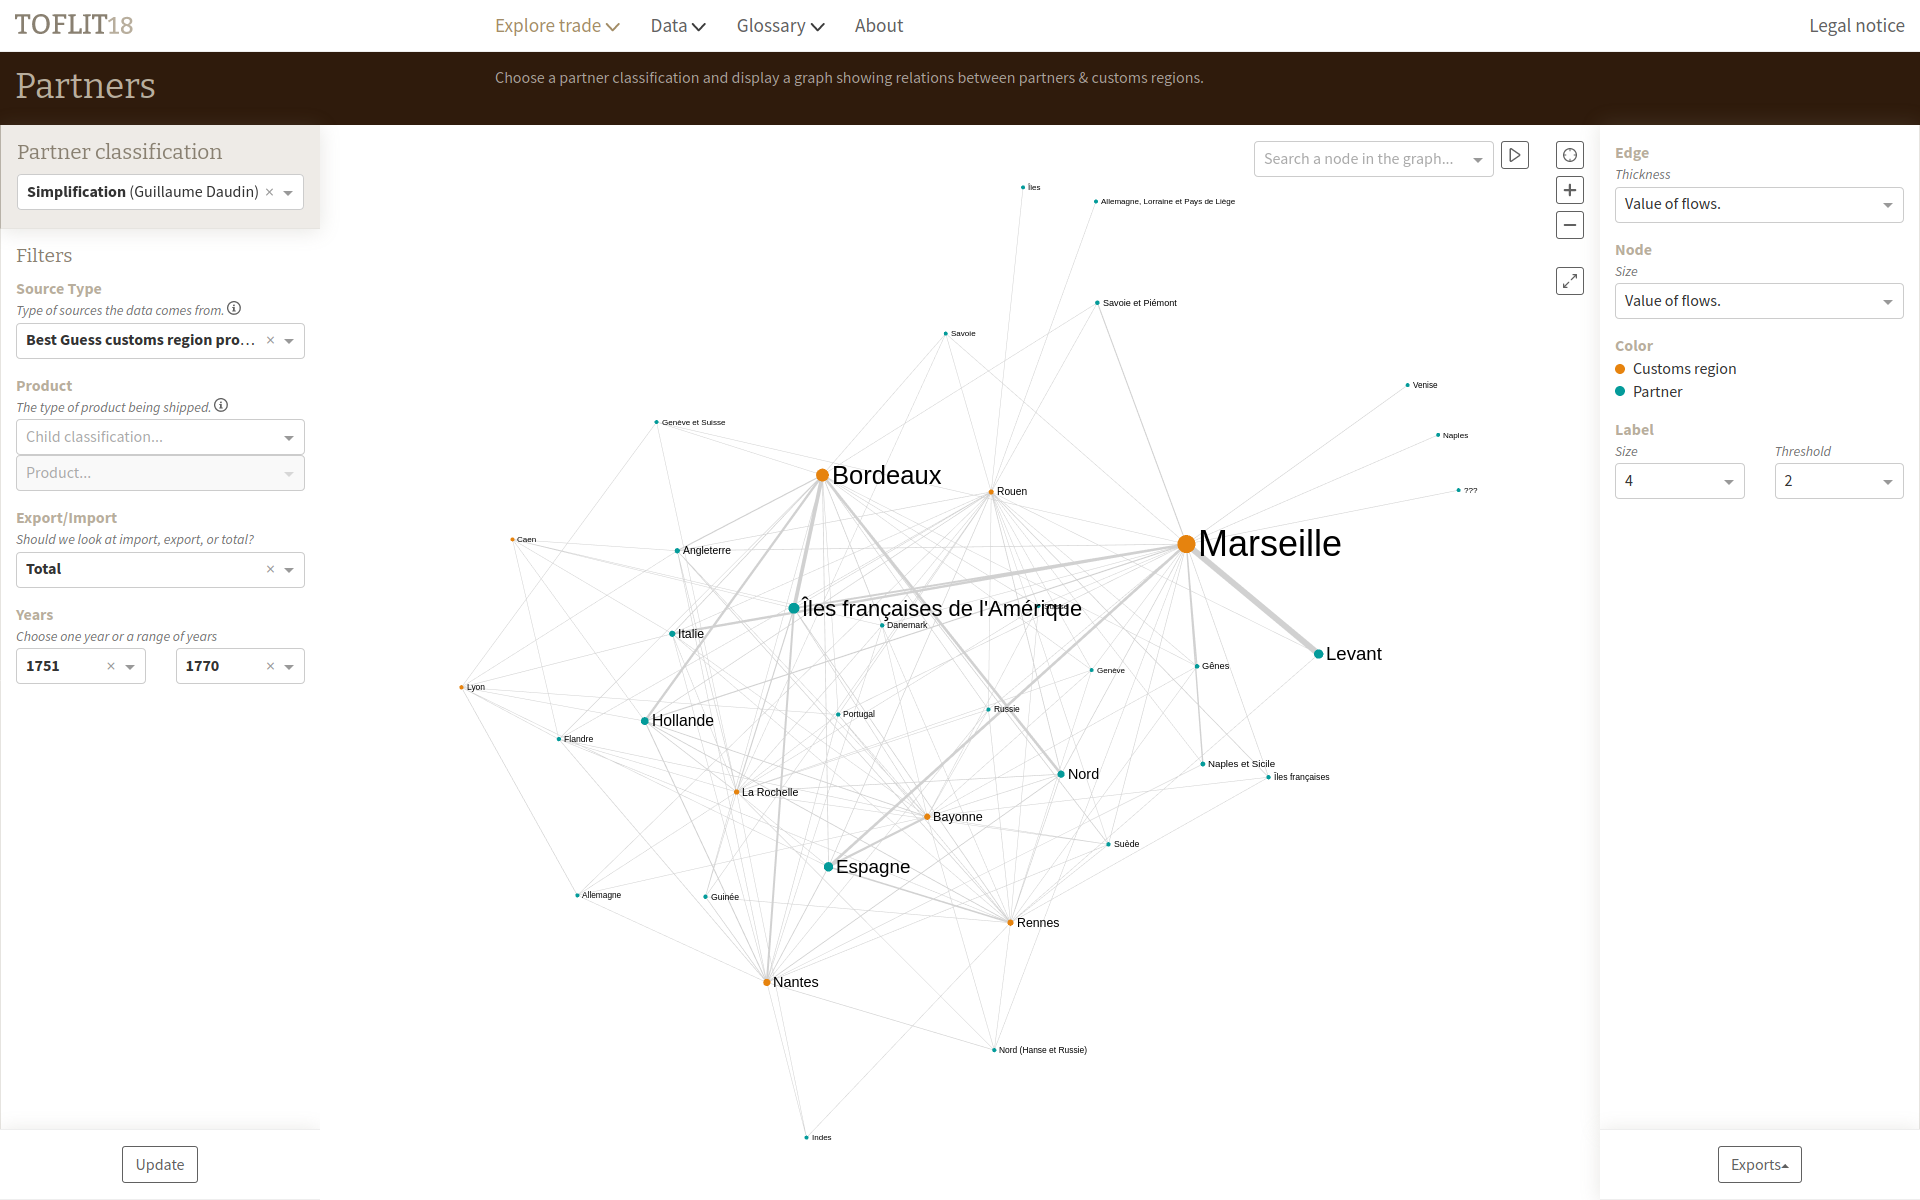 TOFLIT18
Explore trade
Data
Glossary
About
Legal notice
Partners
Choose a partner classification and display a graph showing relations between partners & customs regions.
Partner classification
Simplification (Guillaume Daudin) ×
Filters
Source Type
Type of sources the data comes from.
Best Guess customs region pro... ×
Product
The type of product being shipped.
Child classification...
Product...
Export/Import
Should we look at import, export, or total?
Total ×
Years
Choose one year or a range of years
1751 ×
1770 ×
Update
Search a node in the graph...
Îles
Allemagne, Lorraine et Pays de Liège
Savoie et Piémont
Savoie
Venise
Genève et Suisse
Naples
Bordeaux
Rouen
???
Caen
Angleterre
Marseille
Îles françaises de l'Amérique
Danemark
Italie
Levant
Gênes
Genève
Lyon
Russie
Portugal
Hollande
Flandre
Naples et Sicile
Nord
Îles françaises
La Rochelle
Bayonne
Suède
Espagne
Allemagne
Guinée
Rennes
Nantes
Nord (Hanse et Russie)
Indes
Edge
Thickness
Value of flows.
Node
Size
Value of flows.
Color
Customs region
Partner
Label
Size
Threshold
4
2
Exports